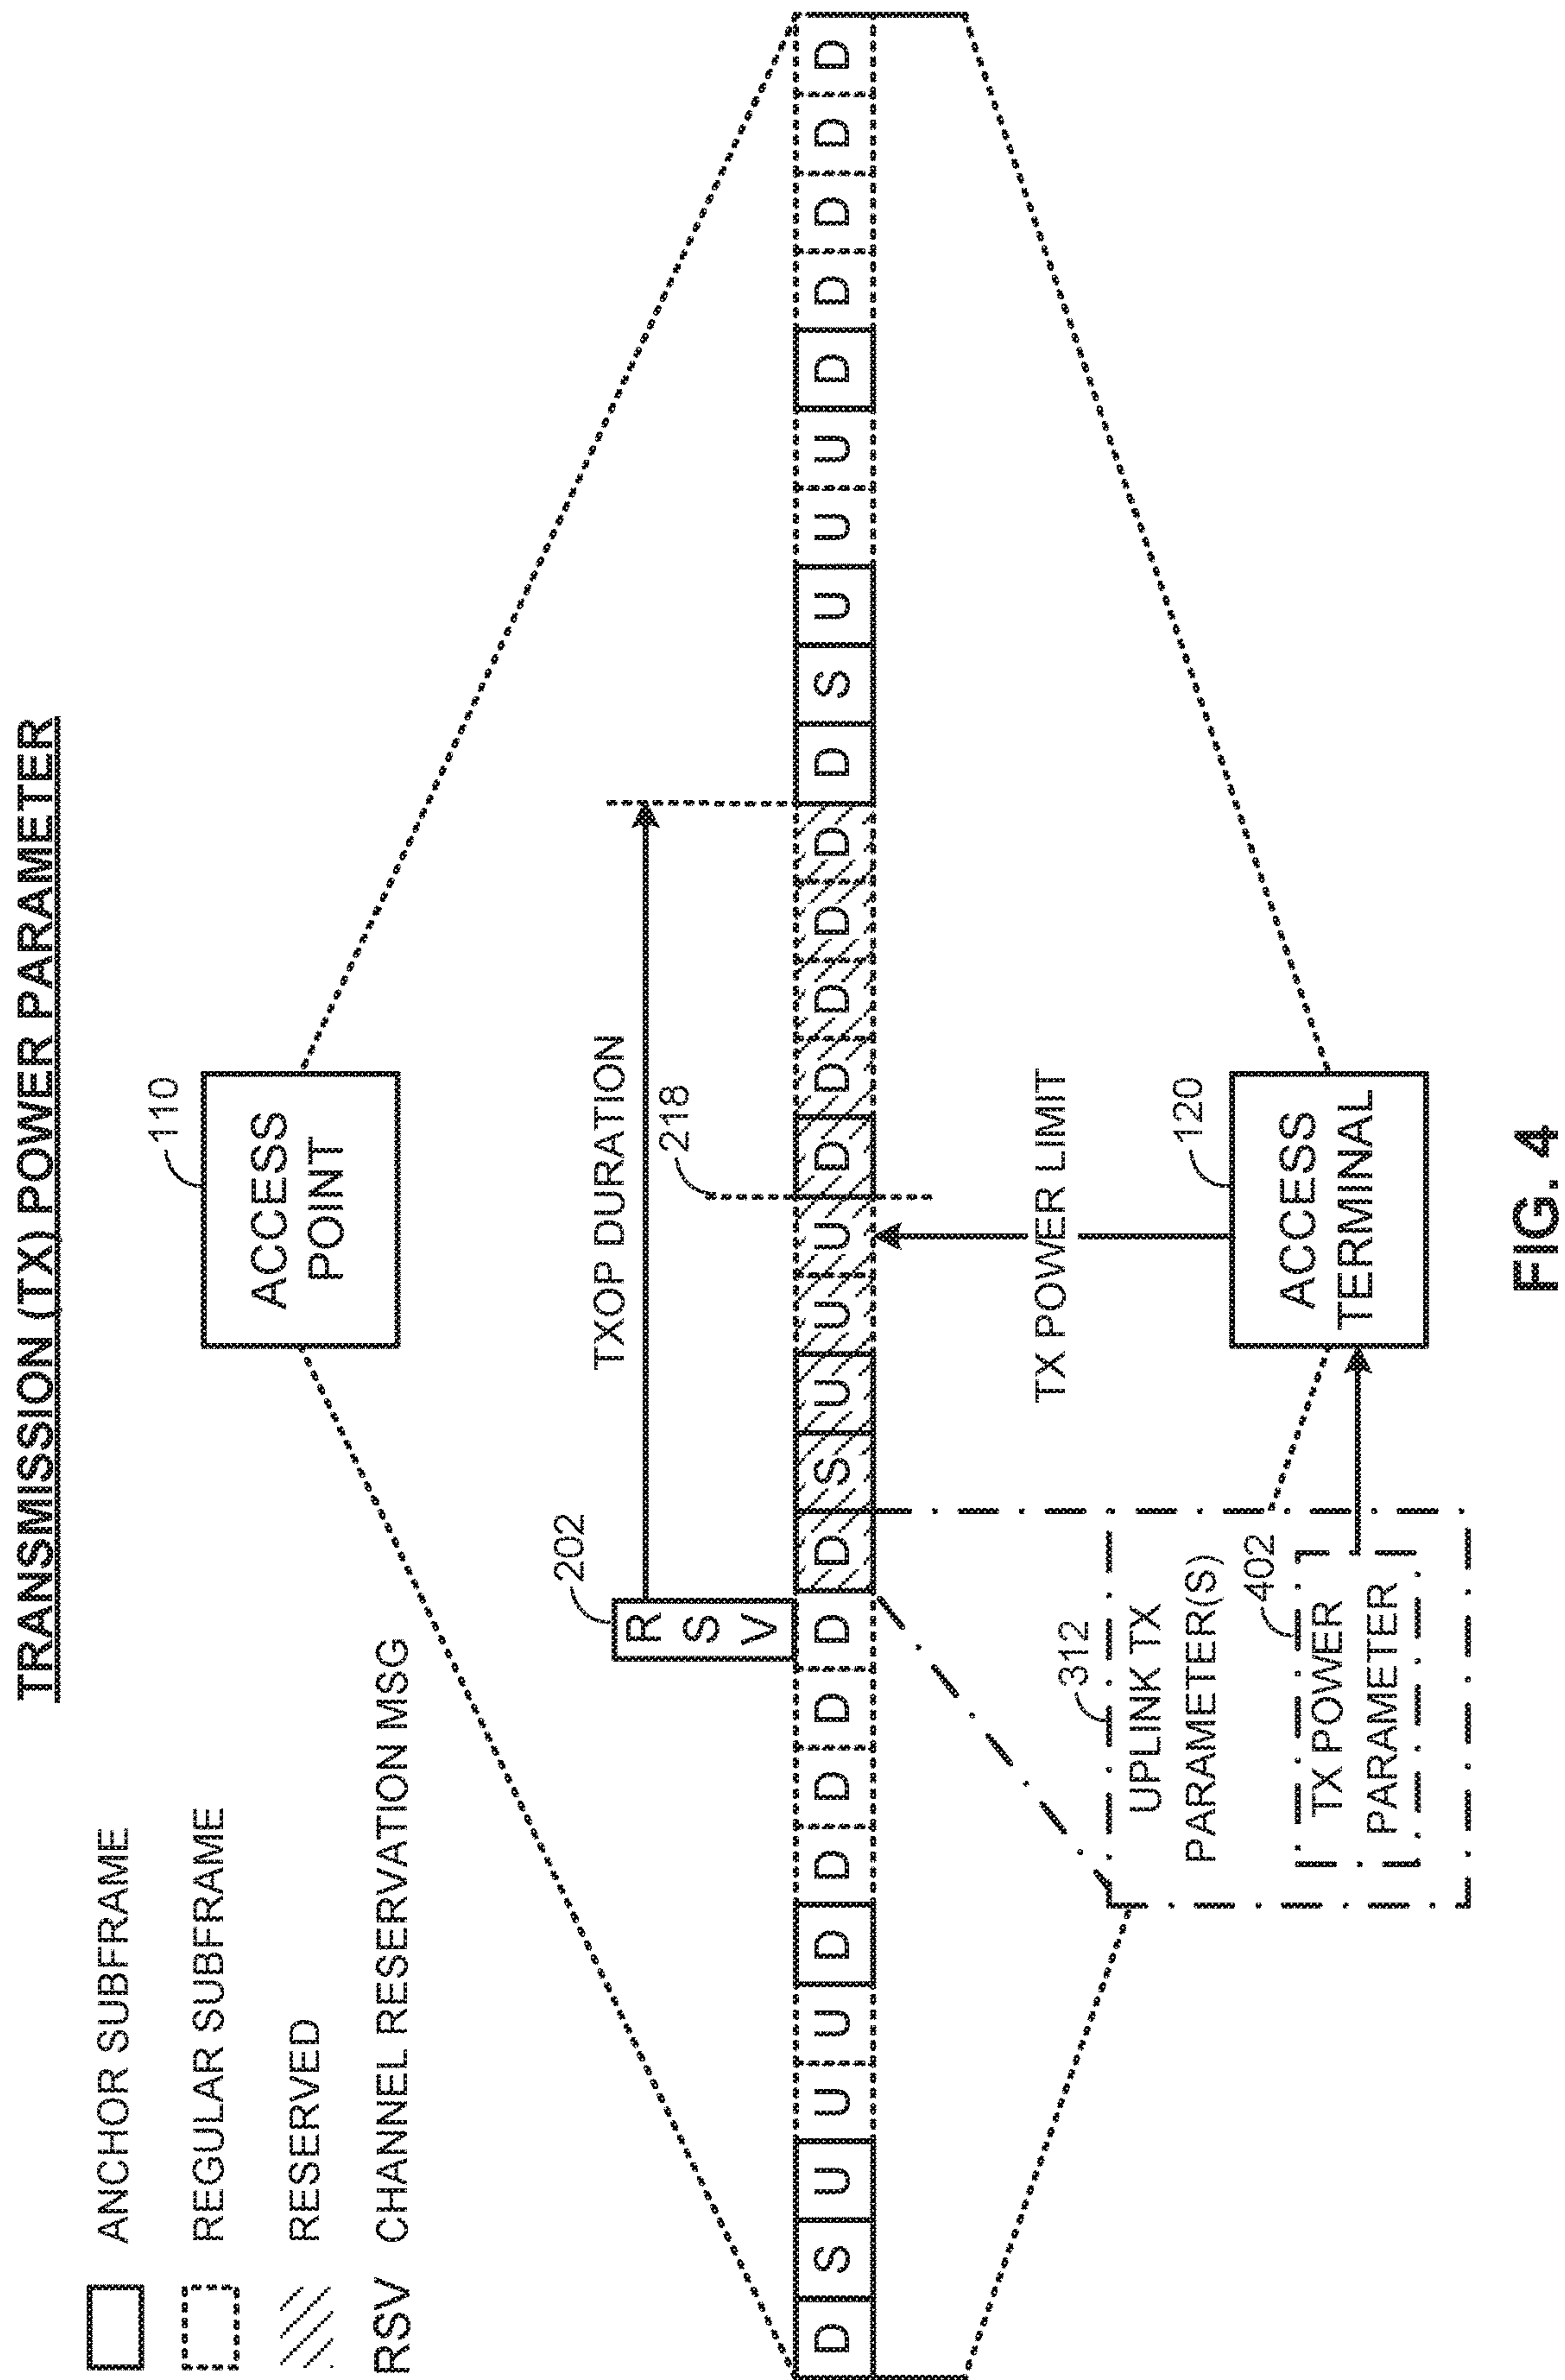 TRANSMISSION (TX) POWER PARAMETER
ANCHOR SUBFRAME
REGULAR SUBFRAME
RESERVED
RSV CHANNEL RESERVATION MSG
110
ACCESS
POINT
202
RSV
TXOP DURATION
218
D S U U U D D D D D D S U U U D D D D D D S U U U D D D D D
TX POWER LIMIT
312
UPLINK TX
PARAMETER(S)
402
TX POWER
PARAMETER
120
ACCESS
TERMINAL
FIG. 4